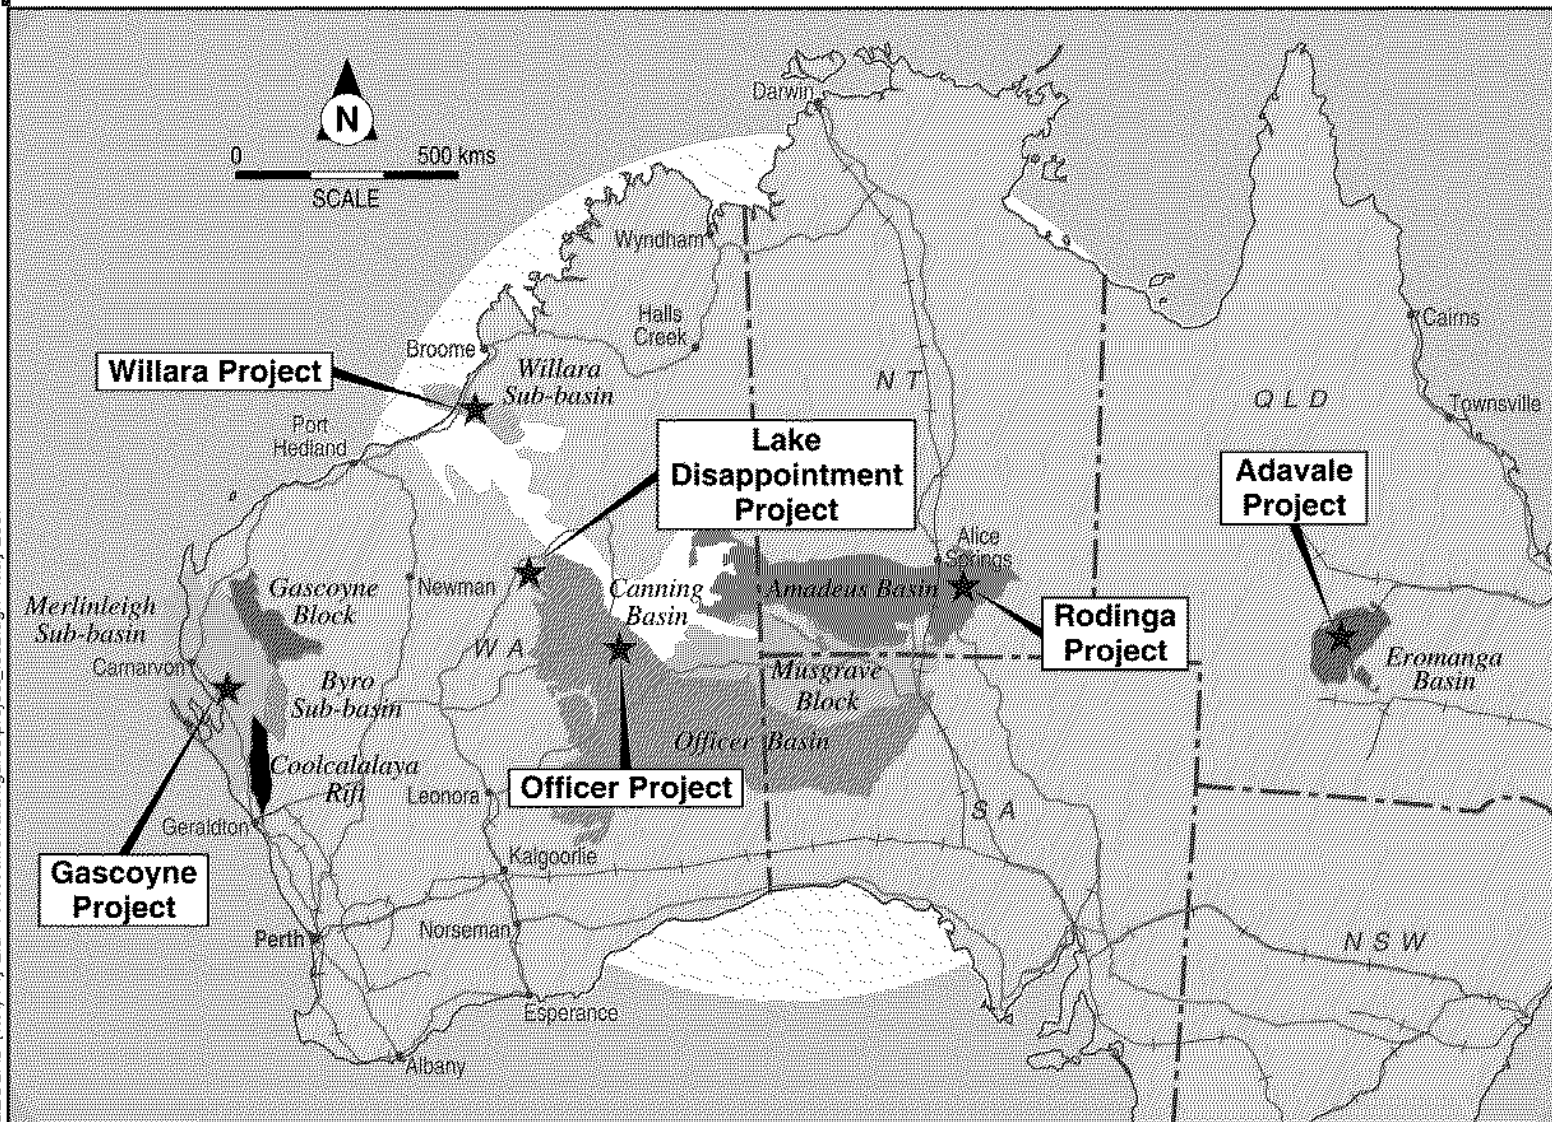 Darwin
N
0 500 kms
SCALE
Wyndham
Halls
Creek
Broome
Willara Project
Willara
Sub-basin
N T
Q L D
Cairns
Townsville
Port
Hedland
Lake
Disappointment
Project
Adavale
Project
Alice
Springs
Newman
Gascoyne
Block
Canning
Basin
Amadeus Basin
Merlinleigh
Sub-basin
Rodinga
Project
W A
Carnarvon
Musgrave
Block
Eromanga
Basin
Byro
Sub-basin
Officer Basin
Coolcalalaya
Rift
Officer Project
Leonora
S A
Geraldton
Kalgoorlie
Gascoyne
Project
Perth
Norseman
N S W
Esperance
Albany